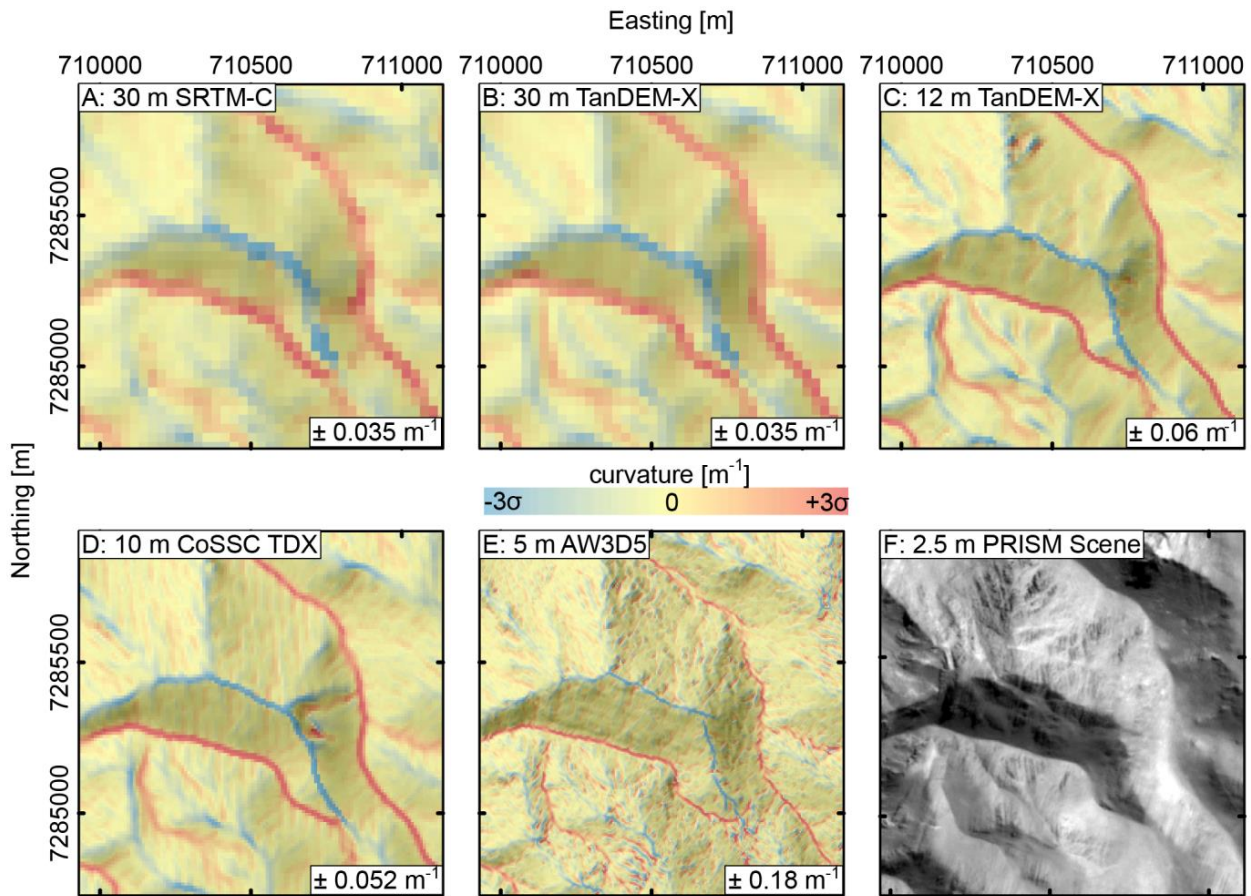 Easting [m]
710000 710500 711000 710000 710500 711000 710000 710500 711000
A: 30 m SRTM-C
B: 30 m TanDEM-X
C: 12 m TanDEM-X
7285500
7285000
± 0.035 m⁻¹
± 0.035 m⁻¹
± 0.06 m⁻¹
Northing [m]
curvature [m⁻¹]
-3σ 0 +3σ
D: 10 m CoSSC TDX
E: 5 m AW3D5
F: 2.5 m PRISM Scene
7285500
7285000
± 0.052 m⁻¹
± 0.18 m⁻¹